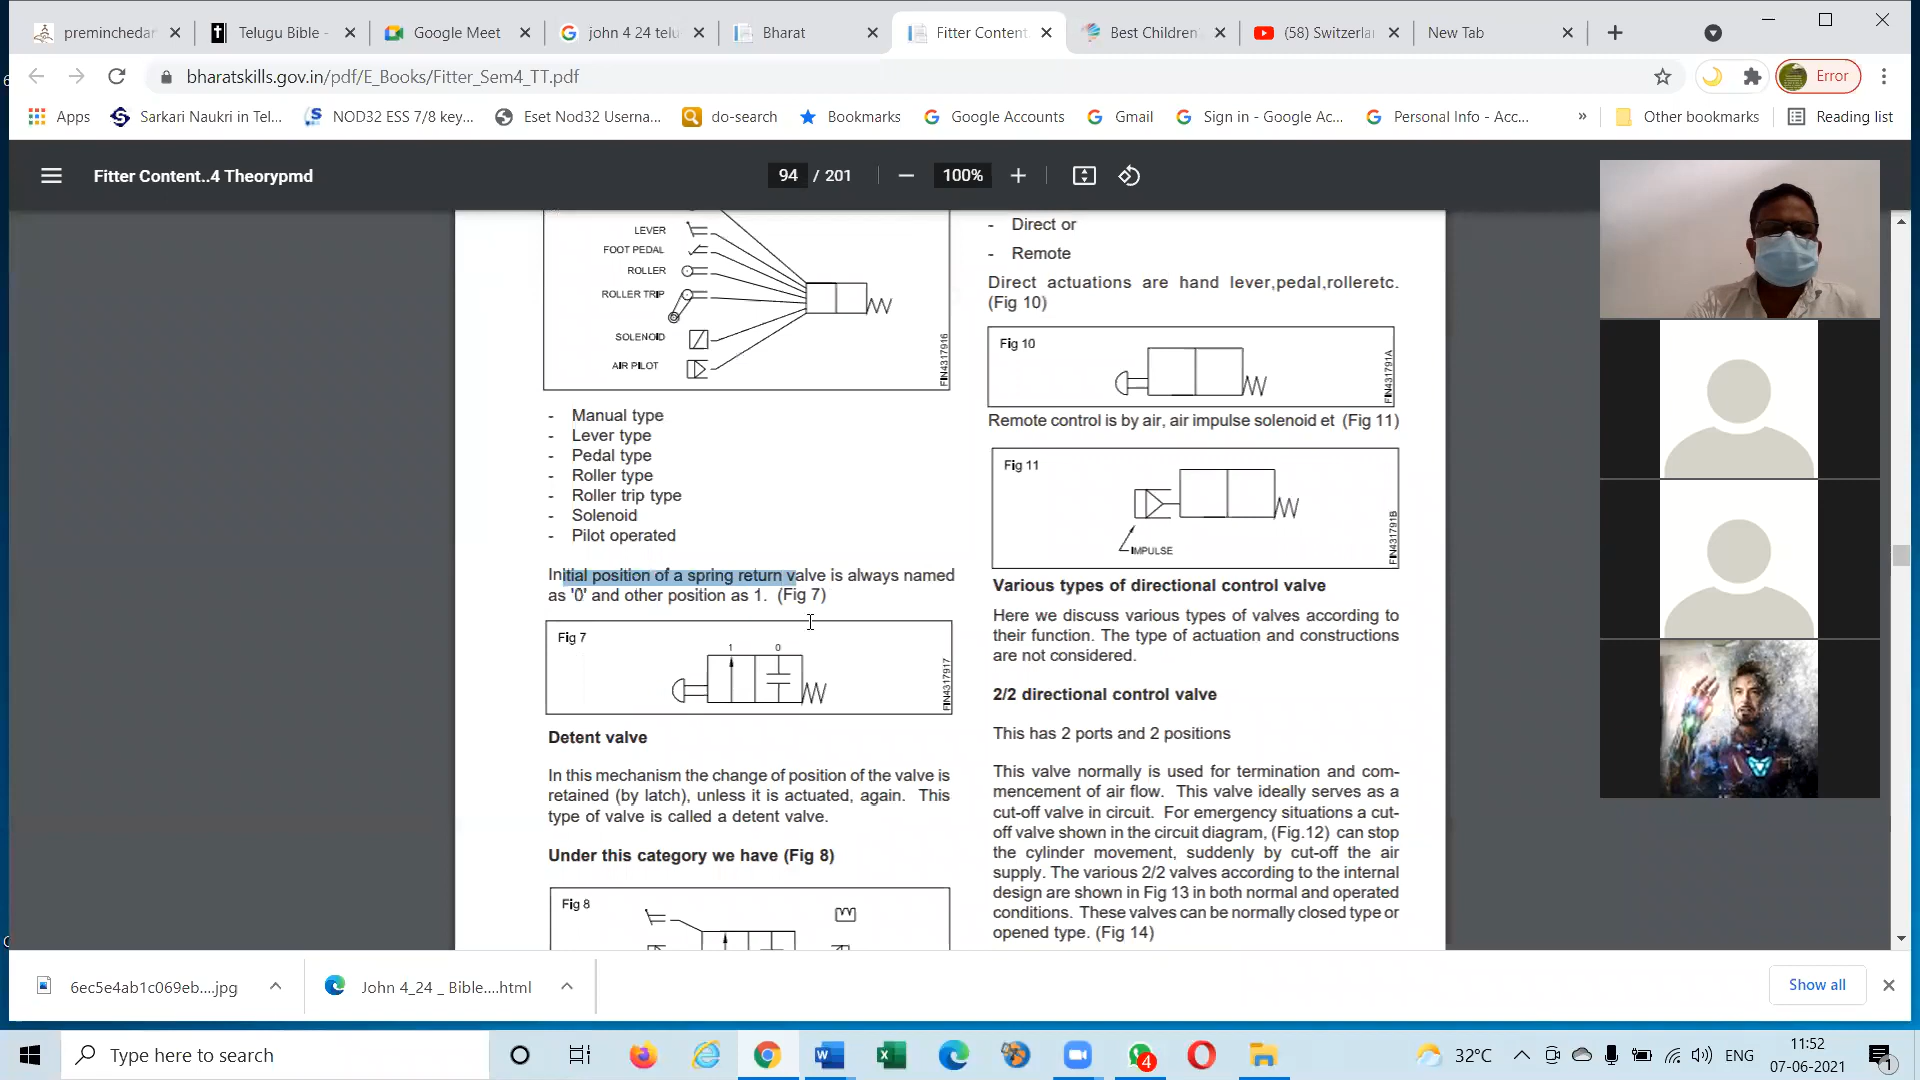 preminchedar
Telugu Bible -
Google Meet
john 4 24 telu
Bharat
Fitter Content.
Best Children
(58) Switzerlar
New Tab
bharatskills.gov.in/pdf/E_Books/Fitter_Sem4_TT.pdf
Error
Apps
Sarkari Naukri in Tel...
NOD32 ESS 7/8 key...
Eset Nod32 Userna...
do-search
Bookmarks
Google Accounts
Gmail
Sign in - Google Ac...
Personal Info - Acc...
»
Other bookmarks
Reading list
Fitter Content..4 Theorypmd
94 / 201
100%
LEVER
FOOT PEDAL
ROLLER
ROLLER TRIP
SOLENOID
AIR PILOT
FIN4317916
- Manual type
- Lever type
- Pedal type
- Roller type
- Roller trip type
- Solenoid
- Pilot operated
Initial position of a spring return valve is always named
as '0' and other position as 1. (Fig 7)
Fig 7
1 0
FIN4317917
Detent valve
In this mechanism the change of position of the valve is
retained (by latch), unless it is actuated, again. This
type of valve is called a detent valve.
Under this category we have (Fig 8)
Fig 8
- Direct or
- Remote
Direct actuations are hand lever,pedal,rolleretc.
(Fig 10)
Fig 10
FIN431791A
Remote control is by air, air impulse solenoid et (Fig 11)
Fig 11
IMPULSE
FIN431791B
Various types of directional control valve
Here we discuss various types of valves according to
their function. The type of actuation and constructions
are not considered.
2/2 directional control valve
This has 2 ports and 2 positions
This valve normally is used for termination and com-
mencement of air flow. This valve ideally serves as a
cut-off valve in circuit. For emergency situations a cut-
off valve shown in the circuit diagram, (Fig.12) can stop
the cylinder movement, suddenly by cut-off the air
supply. The various 2/2 valves according to the internal
design are shown in Fig 13 in both normal and operated
conditions. These valves can be normally closed type or
opened type. (Fig 14)
6ec5e4ab1c069eb....jpg
John 4_24 _ Bible....html
Show all
Type here to search
4
32°C
ENG
11:52
07-06-2021
1